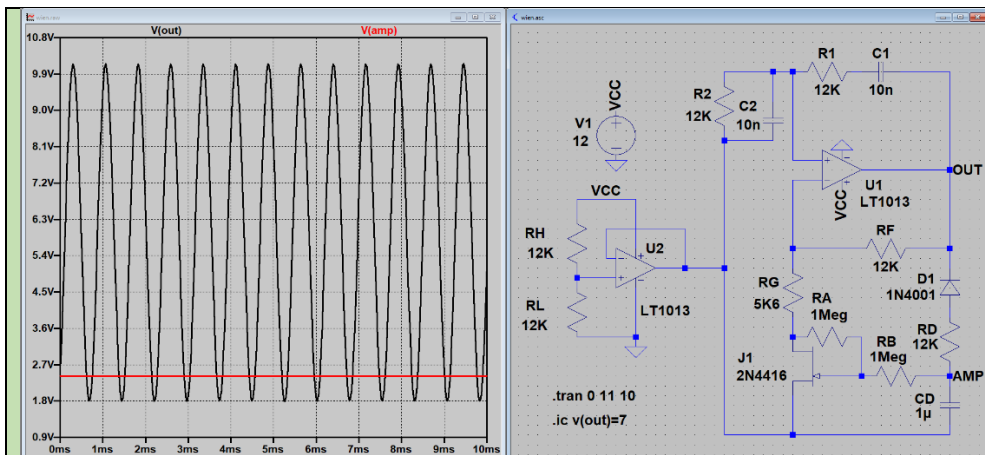 wien.asc
V(out) V(amp)
10.8V
9.9V
9.0V
8.1V
7.2V
6.3V
5.4V
4.5V
3.6V
2.7V
1.8V
0.9V
0ms 1ms 2ms 3ms 4ms 5ms 6ms 7ms 8ms 9ms 10ms
wien.asc
R1
12K
C1
10n
R2
12K
C2
10n
VCC
V1
12
U1
LT1013
VCC
OUT
VCC
RH
12K
U2
LT1013
RL
12K
RF
12K
D1
1N4001
RG
5K6
RA
1Meg
RD
12K
RB
1Meg
AMP
J1
2N4416
CD
1µ
.tran 0 11 10
.ic v(out)=7